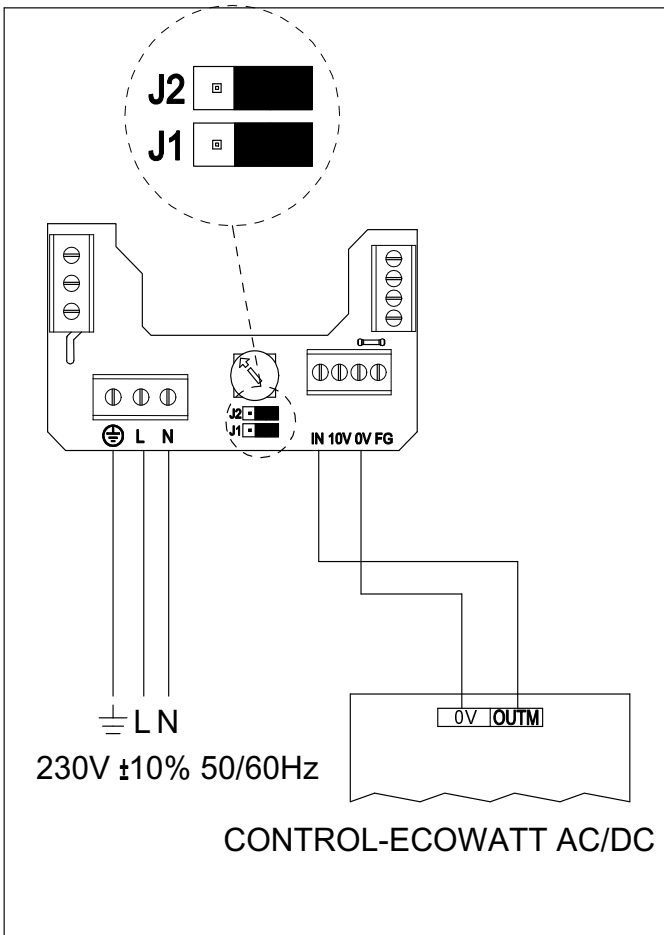 J2
J1
J2
J1
L N
IN 10V 0V FG
L N
230V ±10% 50/60Hz
0V OUTM
CONTROL-ECOWATT AC/DC